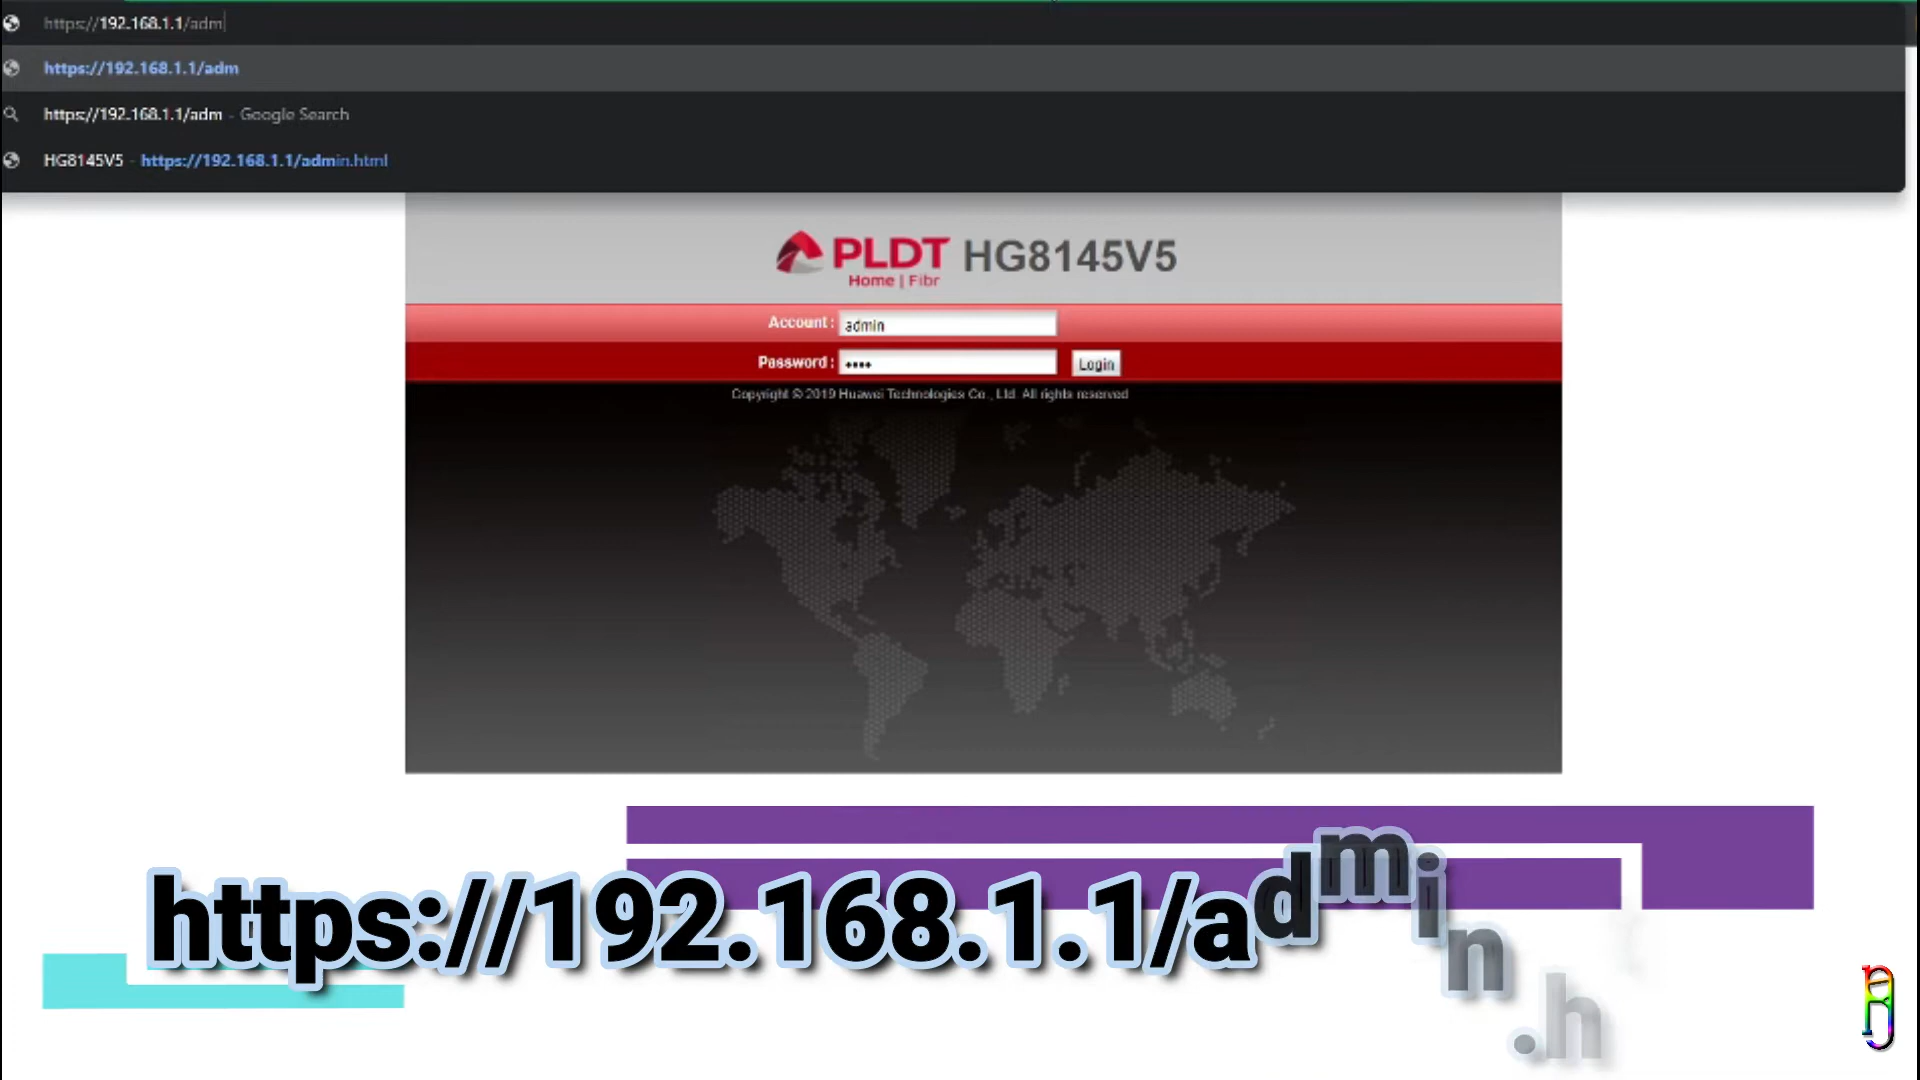 https://192.168.1.1/adm
https://192.168.1.1/adm
https://192.168.1.1/adm - Google Search
HG8145V5 - https://192.168.1.1/admin.html
PLDT HG8145V5
Home | Fibr
Account : admin
Password : ••••
Login
Copyright © 2019 Huawei Technologies Co., Ltd. All rights reserved
https://192.168.1.1/admin.h